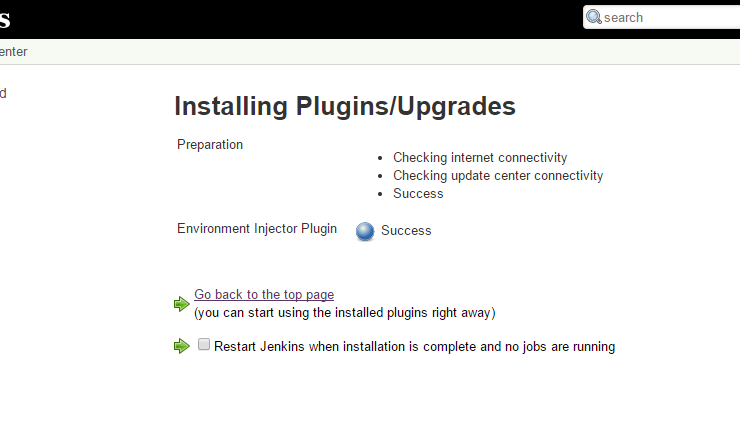 s
search
enter
d
Installing Plugins/Upgrades
Preparation
Checking internet connectivity
Checking update center connectivity
Success
Environment Injector Plugin Success
Go back to the top page
(you can start using the installed plugins right away)
Restart Jenkins when installation is complete and no jobs are running